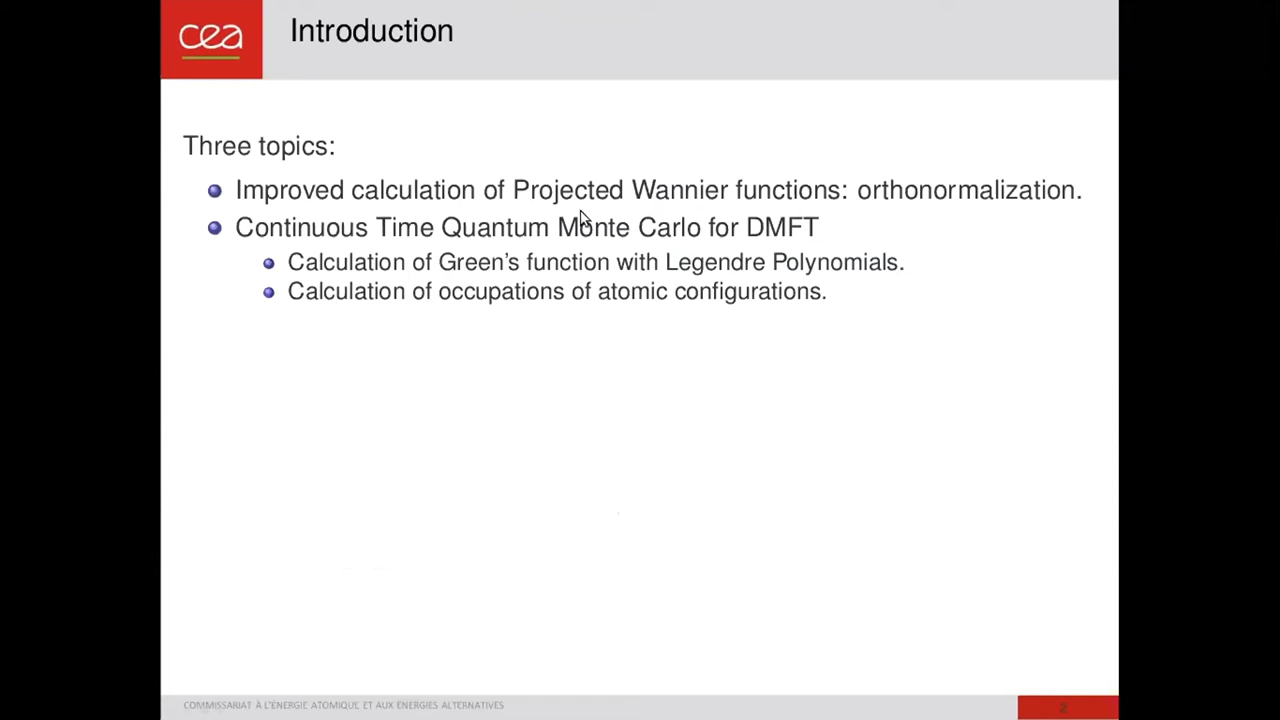 cea
Introduction
Three topics:
Improved calculation of Projected Wannier functions: orthonormalization.
Continuous Time Quantum Monte Carlo for DMFT
Calculation of Green's function with Legendre Polynomials.
Calculation of occupations of atomic configurations.
COMMISSARIAT À L'ÉNERGIE ATOMIQUE ET AUX ÉNERGIES ALTERNATIVES
2